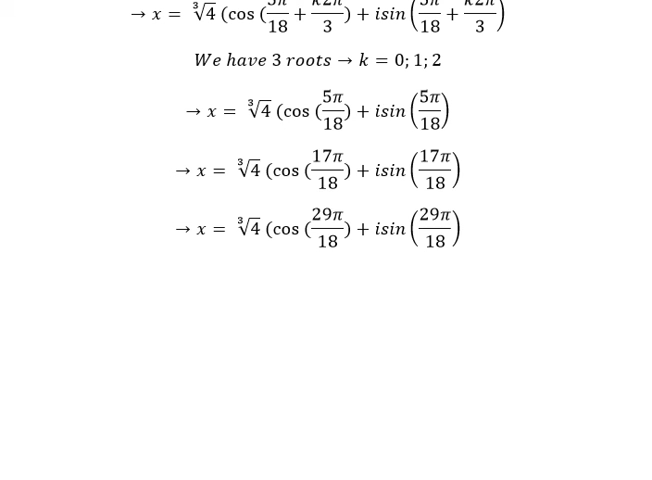 → x = ∛4 (cos (5π/18 + k2π/3) + isin(5π/18 + k2π/3)
We have 3 roots → k = 0; 1; 2
→ x = ∛4 (cos (5π/18) + isin(5π/18)
→ x = ∛4 (cos (17π/18) + isin(17π/18)
→ x = ∛4 (cos (29π/18) + isin(29π/18)